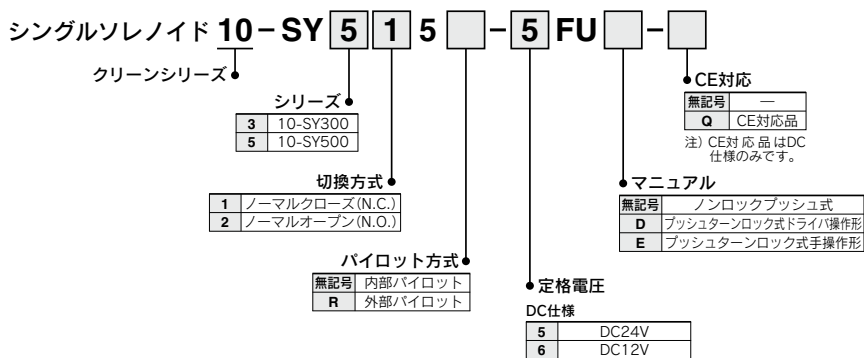 シングルソレノイド 10-SY 5 1 5 - 5 FU -
クリーンシリーズ
シリーズ
3 10-SY300
5 10-SY500
切換方式
1 ノーマルクローズ(N.C.)
2 ノーマルオープン(N.O.)
パイロット方式
無記号 内部パイロット
R 外部パイロット
定格電圧
DC仕様
5 DC24V
6 DC12V
マニュアル
無記号 ノンロックプッシュ式
D プッシュターンロック式ドライバ操作形
E プッシュターンロック式手操作形
CE対応
無記号 —
Q CE対応品
注) CE対応品はDC
仕様のみです。